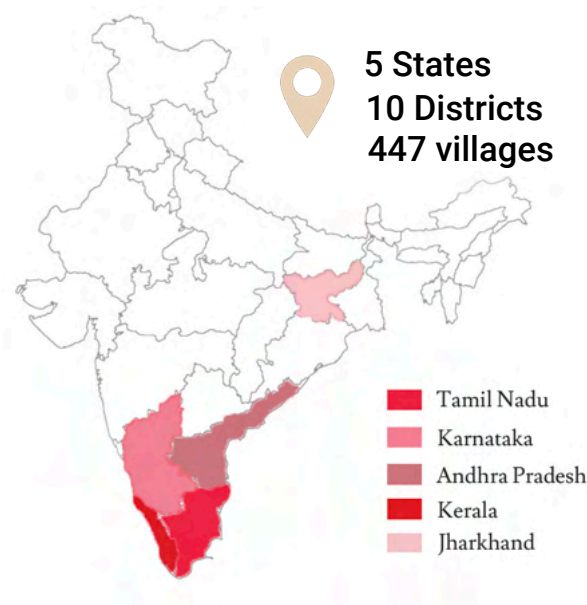 5 States
10 Districts
447 villages
Tamil Nadu
Karnataka
Andhra Pradesh
Kerala
Jharkhand